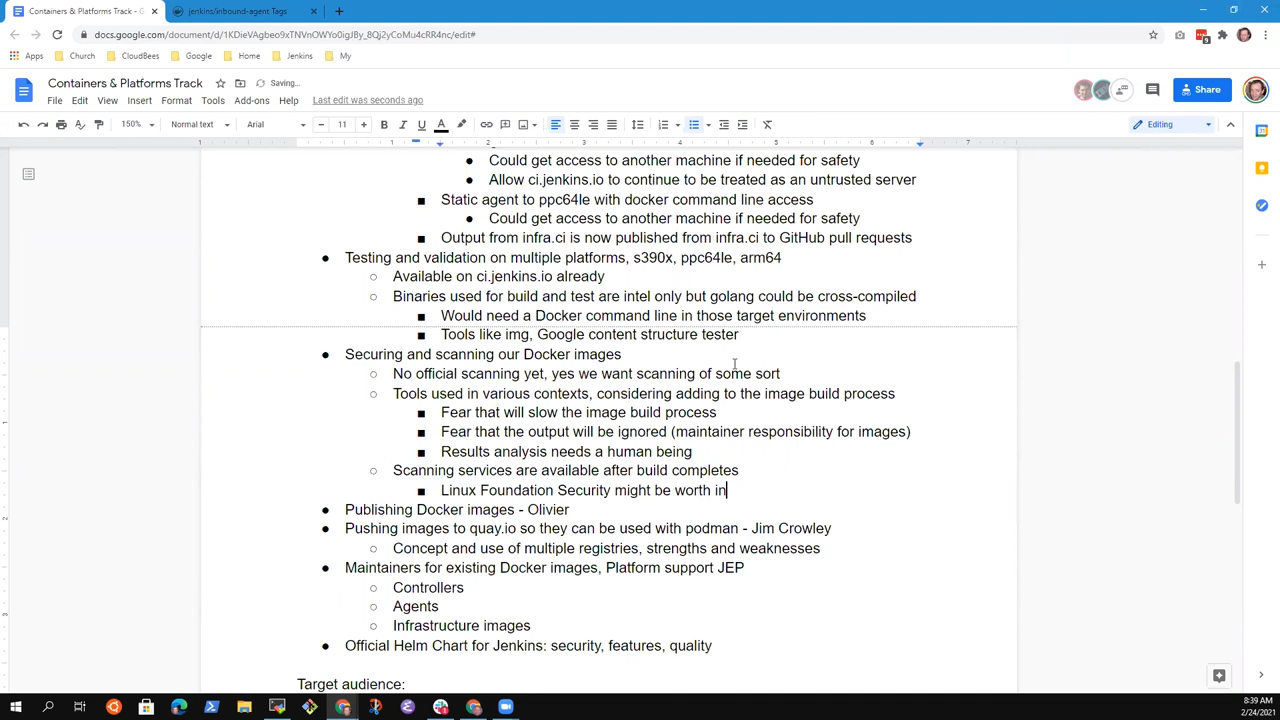 Containers & Platforms Track - G
jenkins/inbound-agent Tags
docs.google.com/document/d/1KDieVAgbeo9xTNVnOWYo0igJBy_8Qj2yCoMu4cRR4nc/edit#
Apps Church CloudBees Google Home Jenkins My
Containers & Platforms Track Saving...
File Edit View Insert Format Tools Add-ons Help Last edit was seconds ago
Share
150% Normal text Arial 11 Editing
1 1 2 3 4 5 6 7
● Could get access to another machine if needed for safety
● Allow ci.jenkins.io to continue to be treated as an untrusted server
■ Static agent to ppc64le with docker command line access
● Could get access to another machine if needed for safety
■ Output from infra.ci is now published from infra.ci to GitHub pull requests
● Testing and validation on multiple platforms, s390x, ppc64le, arm64
○ Available on ci.jenkins.io already
○ Binaries used for build and test are intel only but golang could be cross-compiled
■ Would need a Docker command line in those target environments
■ Tools like img, Google content structure tester
● Securing and scanning our Docker images
○ No official scanning yet, yes we want scanning of some sort
○ Tools used in various contexts, considering adding to the image build process
■ Fear that will slow the image build process
■ Fear that the output will be ignored (maintainer responsibility for images)
■ Results analysis needs a human being
○ Scanning services are available after build completes
■ Linux Foundation Security might be worth in
● Publishing Docker images - Olivier
● Pushing images to quay.io so they can be used with podman - Jim Crowley
○ Concept and use of multiple registries, strengths and weaknesses
● Maintainers for existing Docker images, Platform support JEP
○ Controllers
○ Agents
○ Infrastructure images
● Official Helm Chart for Jenkins: security, features, quality
Target audience:
8:39 AM
2/24/2021